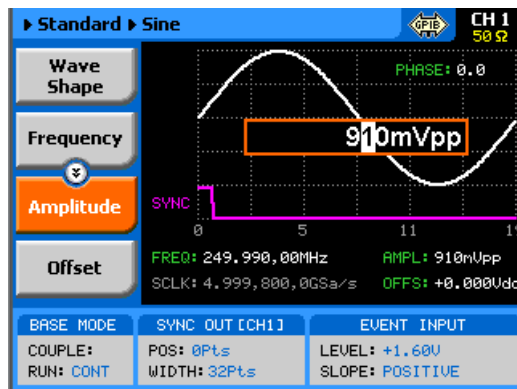 Standard Sine
GPIB
CH 1
50 Ω
Wave
Shape
Frequency
Amplitude
Offset
PHASE: 0.0
910mVpp
SYNC
0 5 11
FREQ: 249.990,00MHz
AMPL: 910mVpp
SCLK: 4.999,800,0GSa/s
OFFS: +0.000Vdc
BASE MODE
COUPLE:
RUN: CONT
SYNC OUT [CH1]
POS: 0Pts
WIDTH: 32Pts
EVENT INPUT
LEVEL: +1.60V
SLOPE: POSITIVE